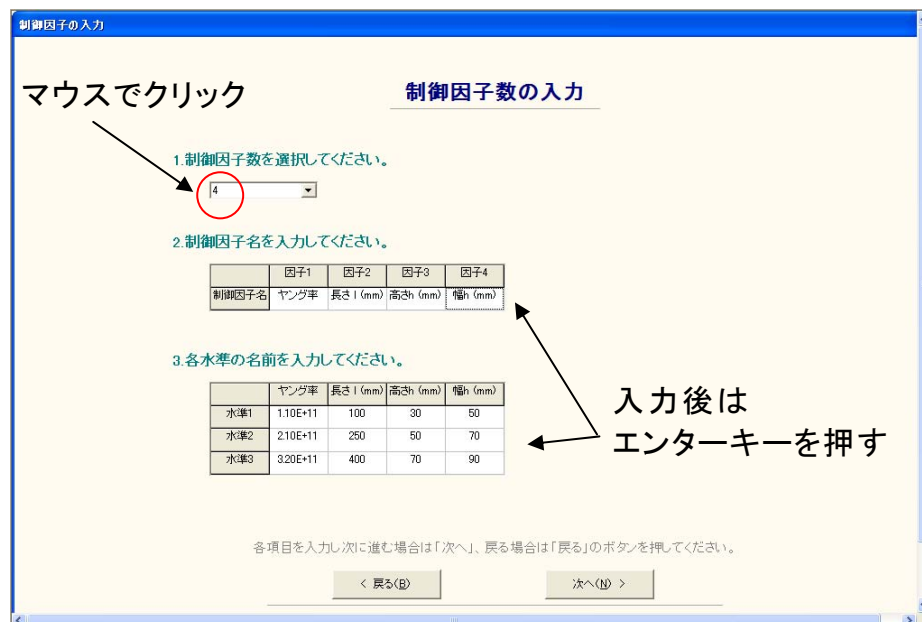 制御因子の入力
マウスでクリック
制御因子数の入力
1.制御因子数を選択してください。
4
2.制御因子名を入力してください。
因子1 因子2 因子3 因子4
制御因子名 ヤング率 長さl(mm) 高さh(mm) 幅h(mm)
3.各水準の名前を入力してください。
ヤング率 長さl(mm) 高さh(mm) 幅h(mm)
水準1 1.10E+11 100 30 50
水準2 2.10E+11 250 50 70
水準3 3.20E+11 400 70 90
入力後は
エンターキーを押す
各項目を入力し次に進む場合は「次へ」、戻る場合は「戻る」のボタンを押してください。
< 戻る(B) 次へ(N) >